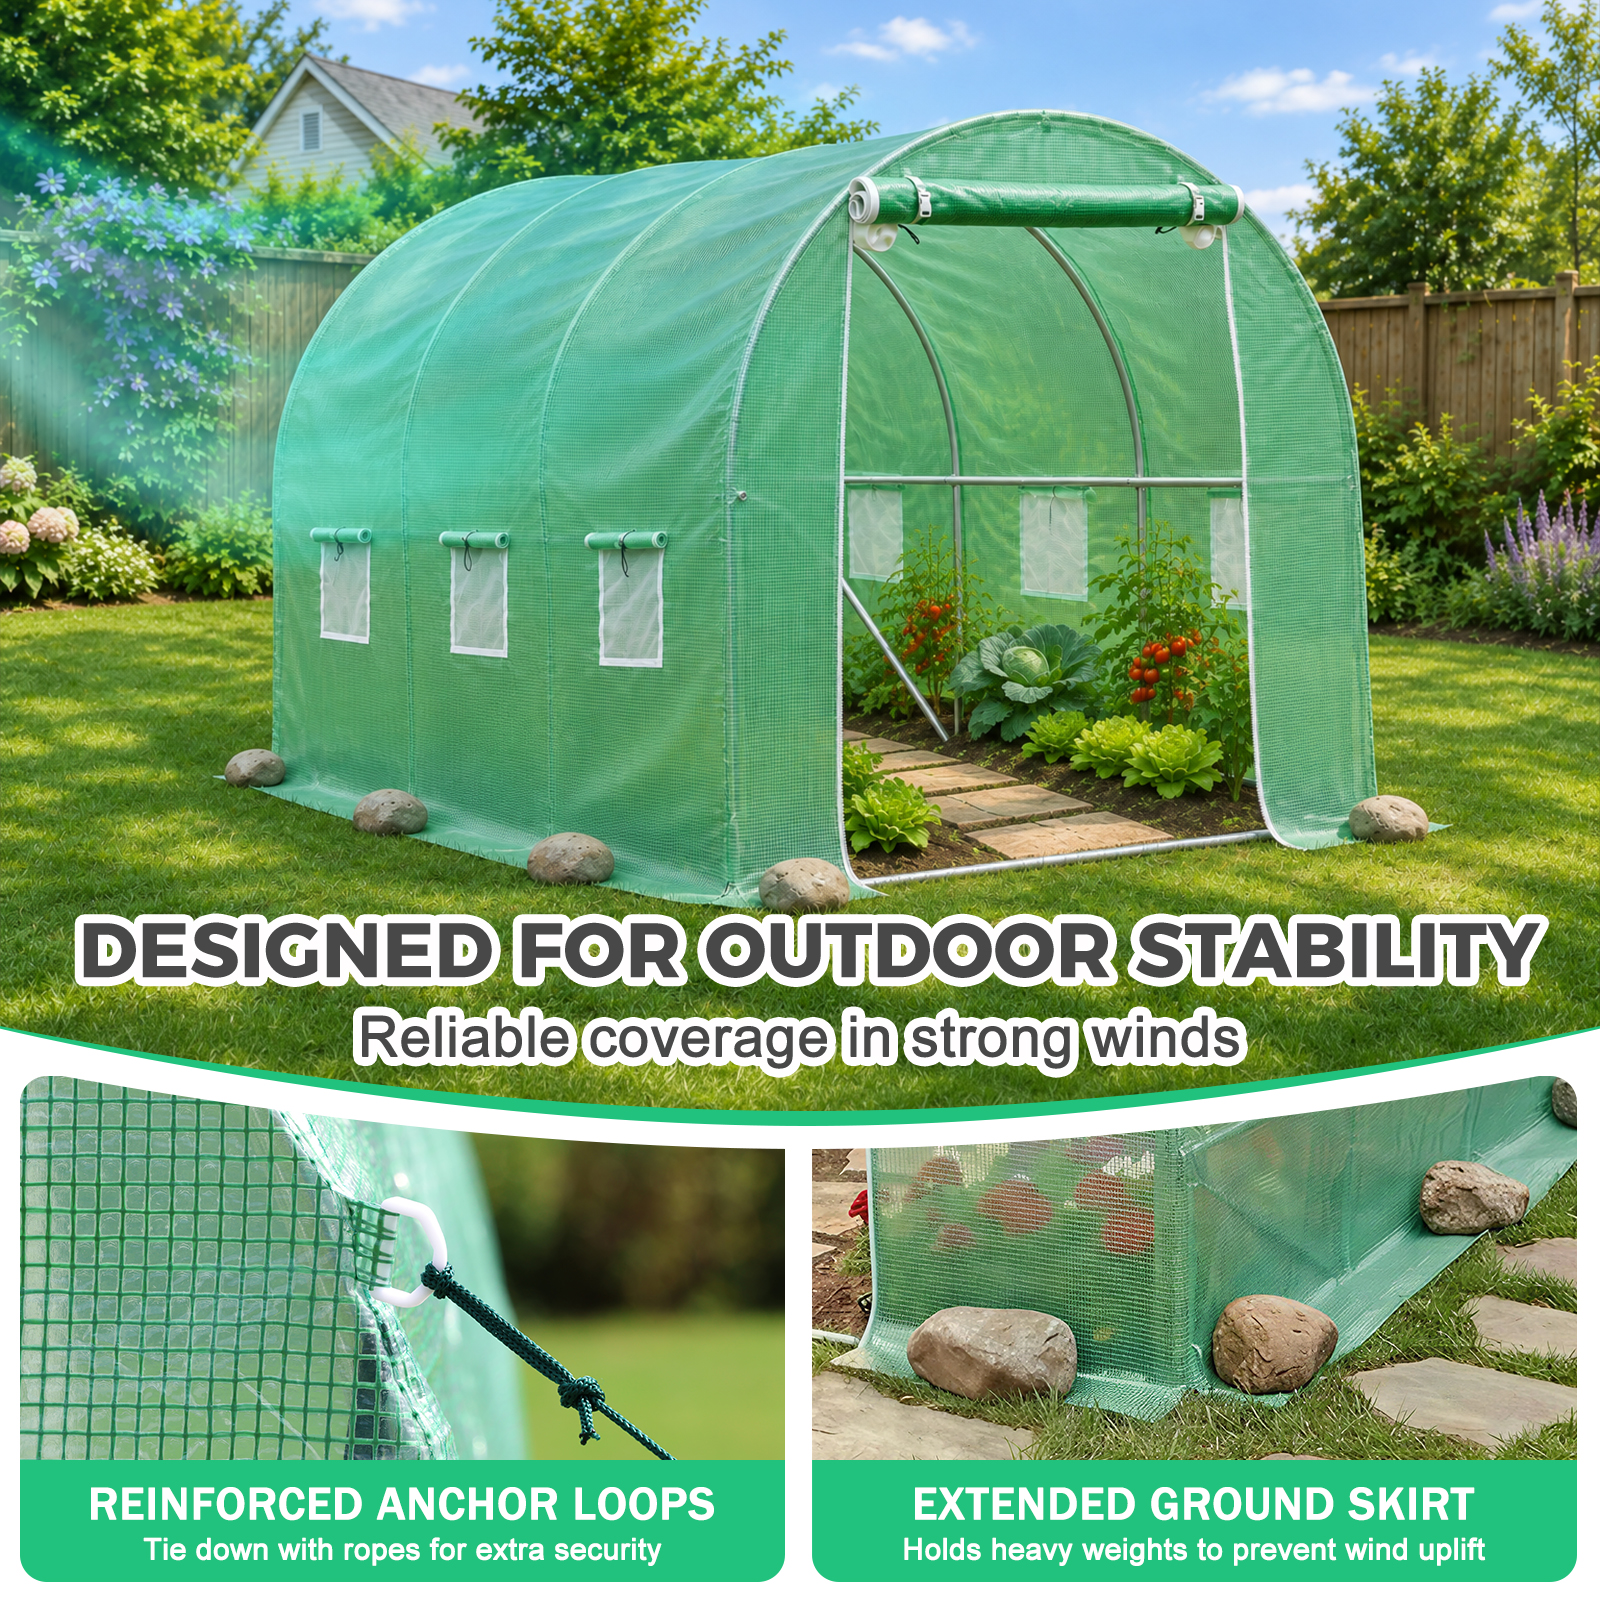 DESIGNED FOR OUTDOOR STABILITY
Reliable coverage in strong winds
REINFORCED ANCHOR LOOPS
Tie down with ropes for extra security
EXTENDED GROUND SKIRT
Holds heavy weights to prevent wind uplift